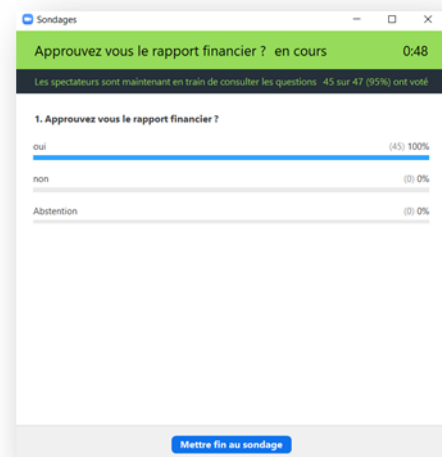 Sondages
Approuvez vous le rapport financier ? en cours 0:48
Les spectateurs sont maintenant en train de consulter les questions 45 sur 47 (95%) ont voté
1. Approuvez vous le rapport financier ?
oui (45) 100%
non (0) 0%
Abstention (0) 0%
Mettre fin au sondage